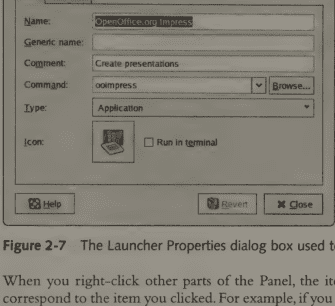 Name: OpenOffice.org Impress
Generic name:
Comment: Create presentations
Command: ooimpress Browse...
Type: Application
Icon: Run in terminal
Help Revert Close
Figure 2-7 The Launcher Properties dialog box used t
When you right-click other parts of the Panel, the it
correspond to the item you clicked. For example, if you